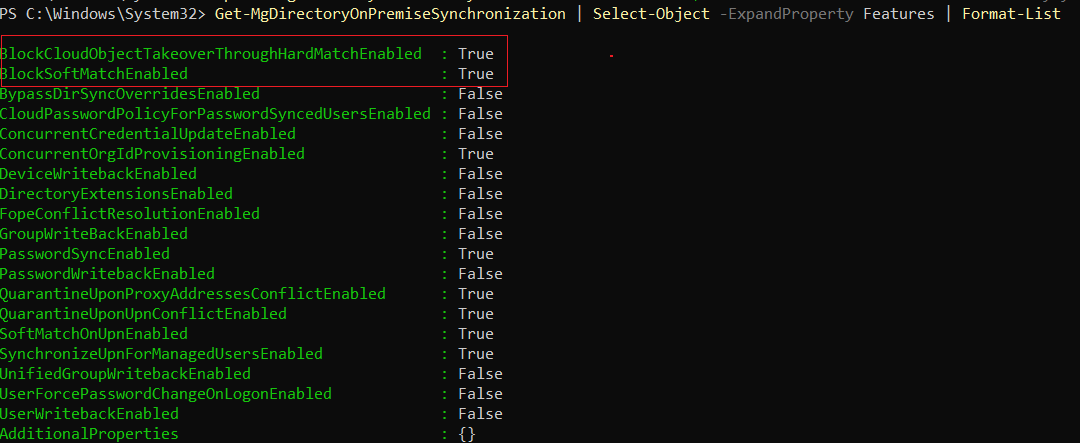 PS C:\Windows\System32> Get-MgDirectoryOnPremiseSynchronization | Select-Object -ExpandProperty Features | Format-List
BlockCloudObjectTakeoverThroughHardMatchEnabled : True
BlockSoftMatchEnabled : True
BypassDirSyncOverridesEnabled : False
CloudPasswordPolicyForPasswordSyncedUsersEnabled : False
ConcurrentCredentialUpdateEnabled : False
ConcurrentOrgIdProvisioningEnabled : True
DeviceWritebackEnabled : False
DirectoryExtensionsEnabled : False
FopeConflictResolutionEnabled : False
GroupWriteBackEnabled : False
PasswordSyncEnabled : True
PasswordWritebackEnabled : False
QuarantineUponProxyAddressesConflictEnabled : True
QuarantineUponUpnConflictEnabled : True
SoftMatchOnUpnEnabled : True
SynchronizeUpnForManagedUsersEnabled : True
UnifiedGroupWritebackEnabled : False
UserForcePasswordChangeOnLogonEnabled : False
UserWritebackEnabled : False
AdditionalProperties : {}